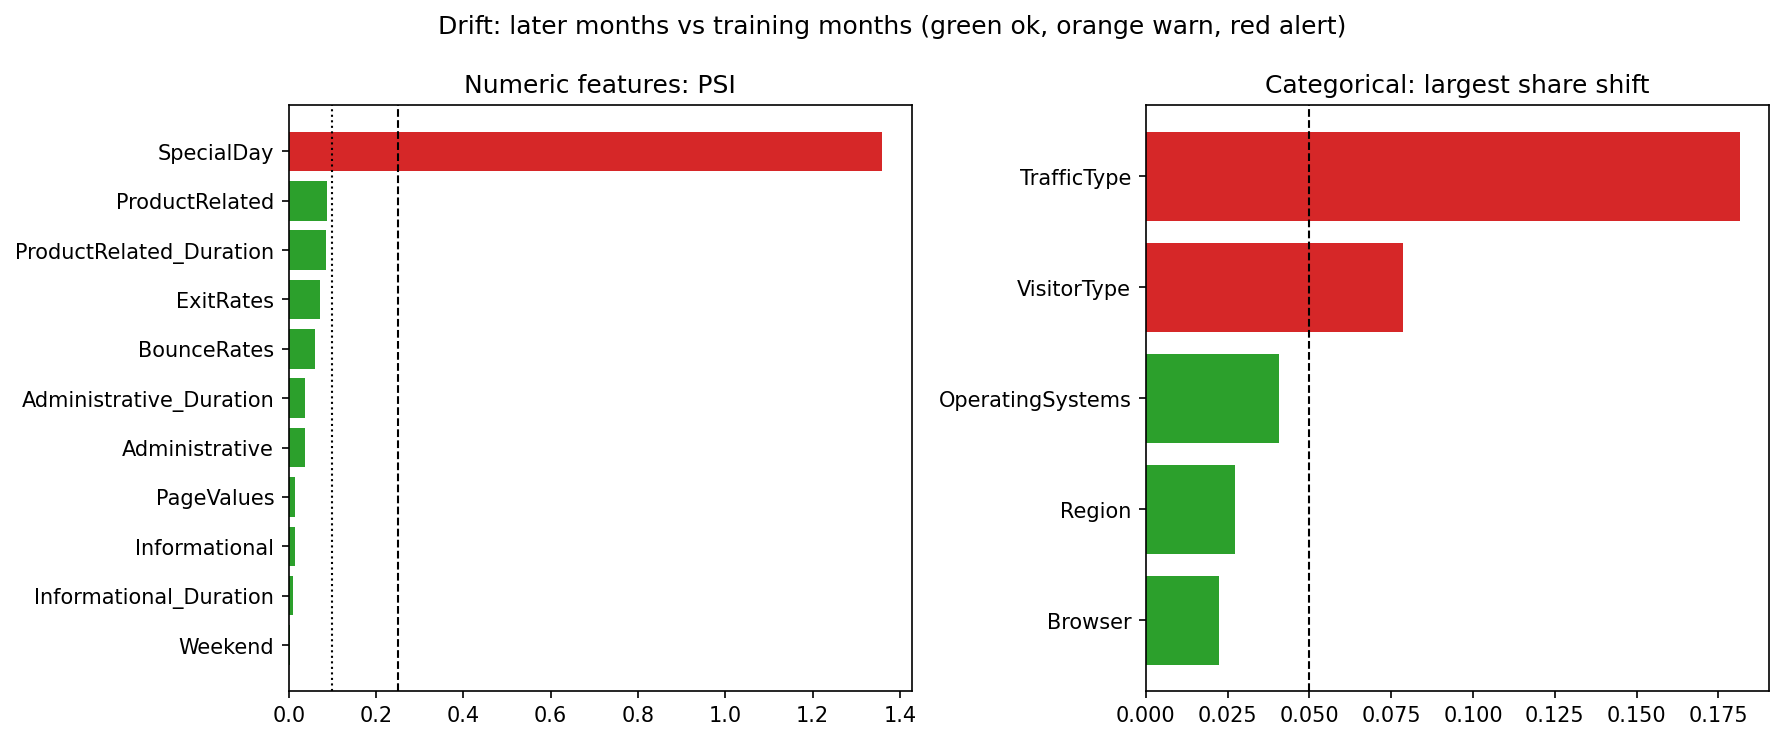 Drift: later months vs training months (green ok, orange warn, red alert)
Numeric features: PSI
SpecialDay
ProductRelated
ProductRelated_Duration
ExitRates
BounceRates
Administrative_Duration
Administrative
PageValues
Informational
Informational_Duration
Weekend
0.0 0.2 0.4 0.6 0.8 1.0 1.2 1.4
Categorical: largest share shift
TrafficType
VisitorType
OperatingSystems
Region
Browser
0.000 0.025 0.050 0.075 0.100 0.125 0.150 0.175